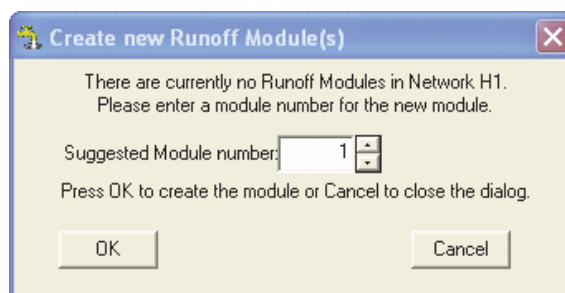 Create new Runoff Module(s)
There are currently no Runoff Modules in Network H1.
Please enter a module number for the new module.
Suggested Module number: 1
Press OK to create the module or Cancel to close the dialog.
OK Cancel